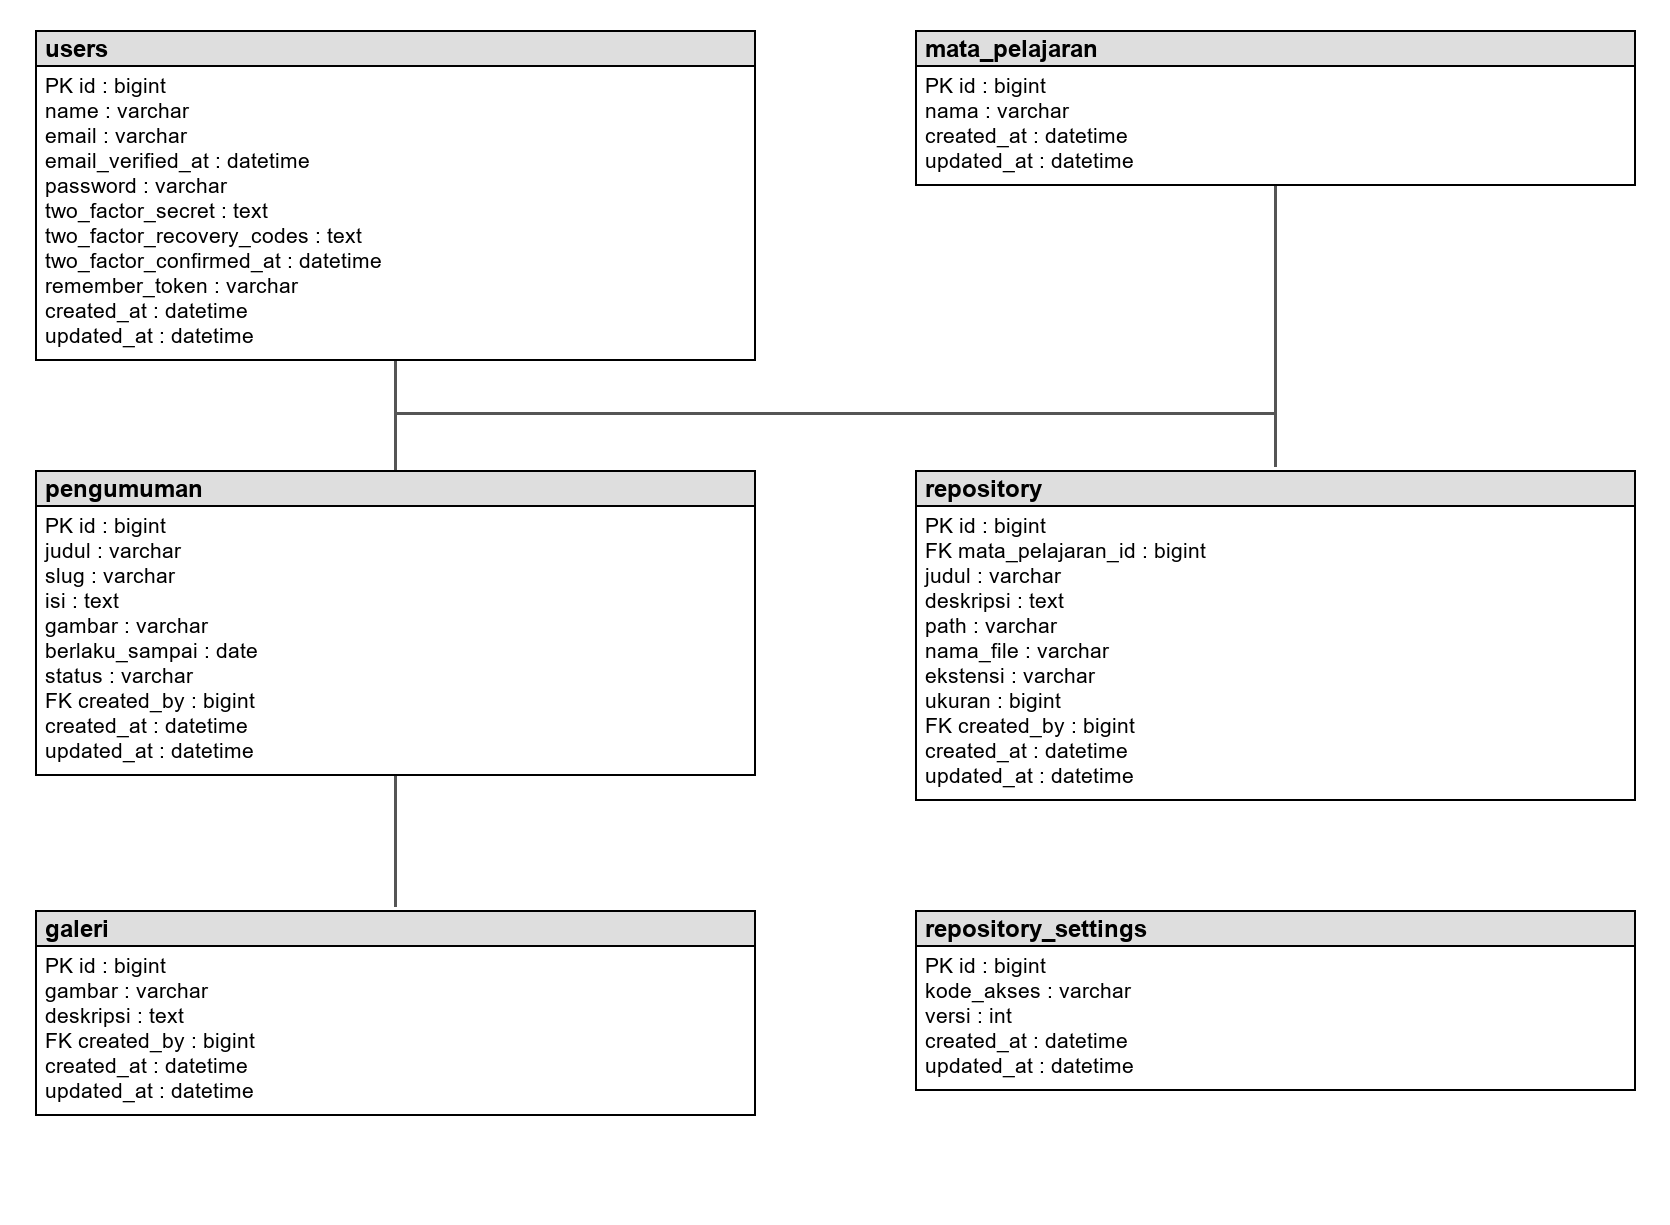 users
PK id : bigint
name : varchar
email : varchar
email_verified_at : datetime
password : varchar
two_factor_secret : text
two_factor_recovery_codes : text
two_factor_confirmed_at : datetime
remember_token : varchar
created_at : datetime
updated_at : datetime
mata_pelajaran
PK id : bigint
nama : varchar
created_at : datetime
updated_at : datetime
pengumuman
PK id : bigint
judul : varchar
slug : varchar
isi : text
gambar : varchar
berlaku_sampai : date
status : varchar
FK created_by : bigint
created_at : datetime
updated_at : datetime
repository
PK id : bigint
FK mata_pelajaran_id : bigint
judul : varchar
deskripsi : text
path : varchar
nama_file : varchar
ekstensi : varchar
ukuran : bigint
FK created_by : bigint
created_at : datetime
updated_at : datetime
galeri
PK id : bigint
gambar : varchar
deskripsi : text
FK created_by : bigint
created_at : datetime
updated_at : datetime
repository_settings
PK id : bigint
kode_akses : varchar
versi : int
created_at : datetime
updated_at : datetime